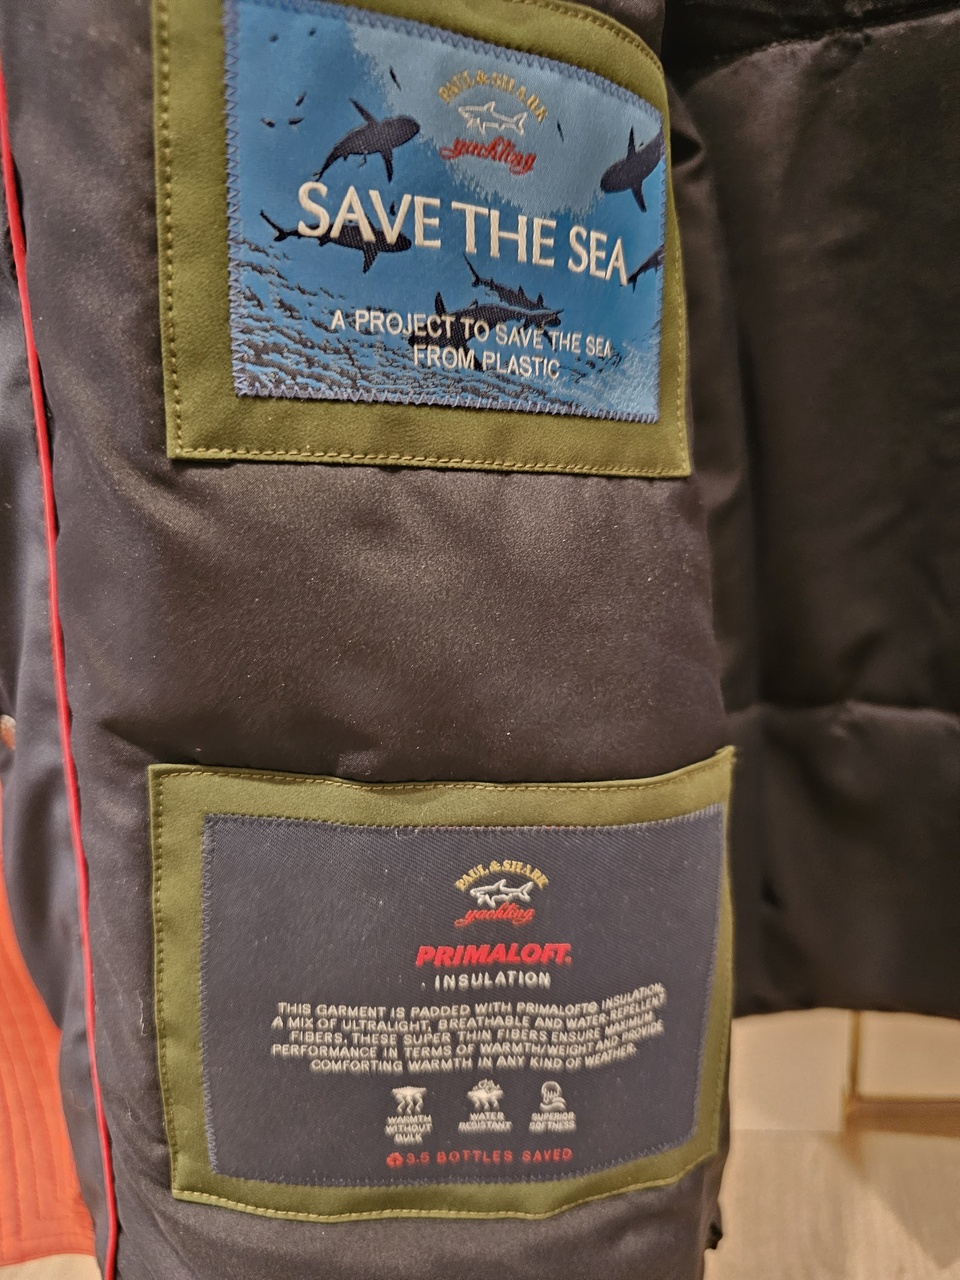 PAUL & SHARK
yachting
SAVE THE SEA
A PROJECT TO SAVE THE SEA
FROM PLASTIC
PAUL & SHARK
yachting
PRIMALOFT®
INSULATION
THIS GARMENT IS PADDED WITH PRIMALOFT® INSULATION,
A MIX OF ULTRALIGHT, BREATHABLE AND WATER-REPELLENT
FIBERS. THESE SUPER THIN FIBERS ENSURE MAXIMUM
PERFORMANCE IN TERMS OF WARMTH/WEIGHT AND PROVIDE
COMFORTING WARMTH IN ANY KIND OF WEATHER.
WARMTH
WITHOUT
BULK
WATER
RESISTANT
SUPERIOR
SOFTNESS
3.5 BOTTLES SAVED